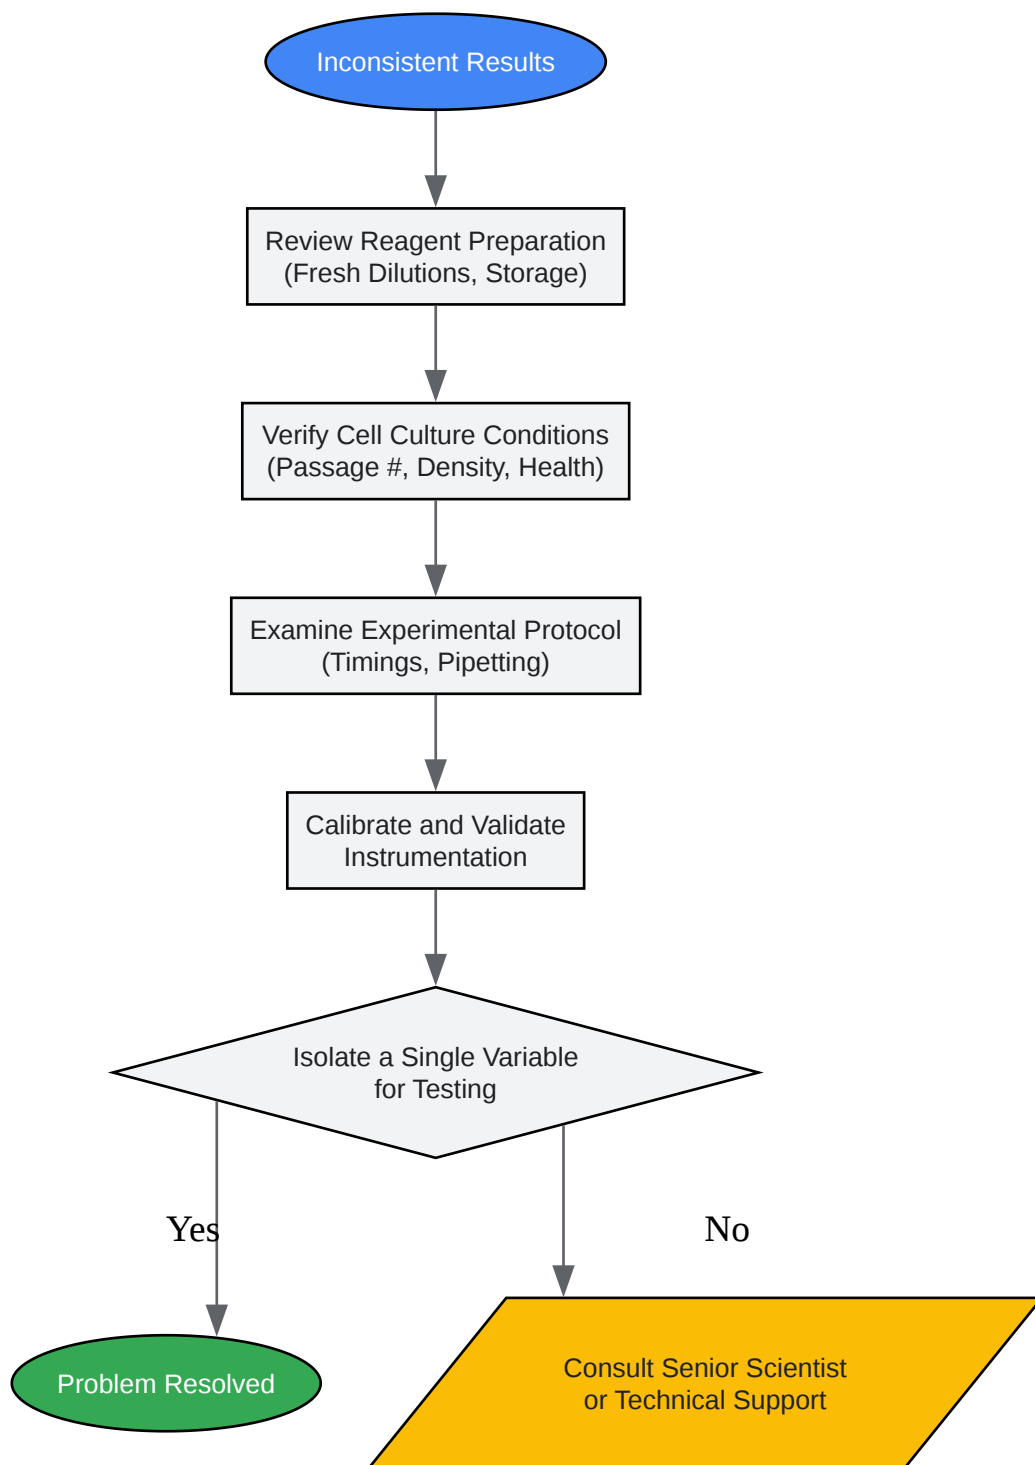 Inconsistent Results
Review Reagent Preparation
(Fresh Dilutions, Storage)
Verify Cell Culture Conditions
(Passage #, Density, Health)
Examine Experimental Protocol
(Timings, Pipetting)
Calibrate and Validate
Instrumentation
Isolate a Single Variable
for Testing
Yes
No
Problem Resolved
Consult Senior Scientist
or Technical Support